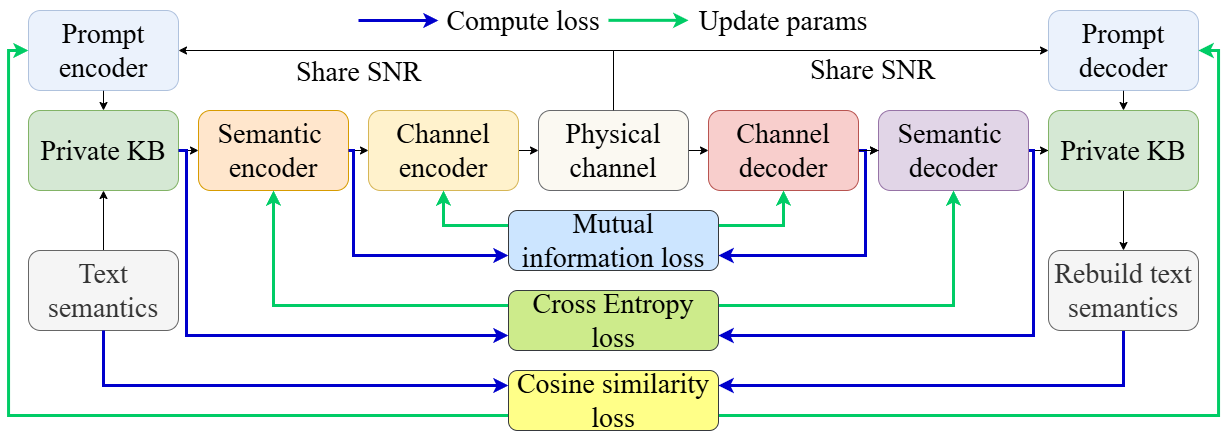 Compute loss
Update params
Prompt
encoder
Share SNR
Share SNR
Prompt
decoder
Private KB
Semantic
encoder
Channel
encoder
Physical
channel
Channel
decoder
Semantic
decoder
Private KB
Mutual
information loss
Text
semantics
Rebuild text
semantics
Cross Entropy
loss
Cosine similarity
loss